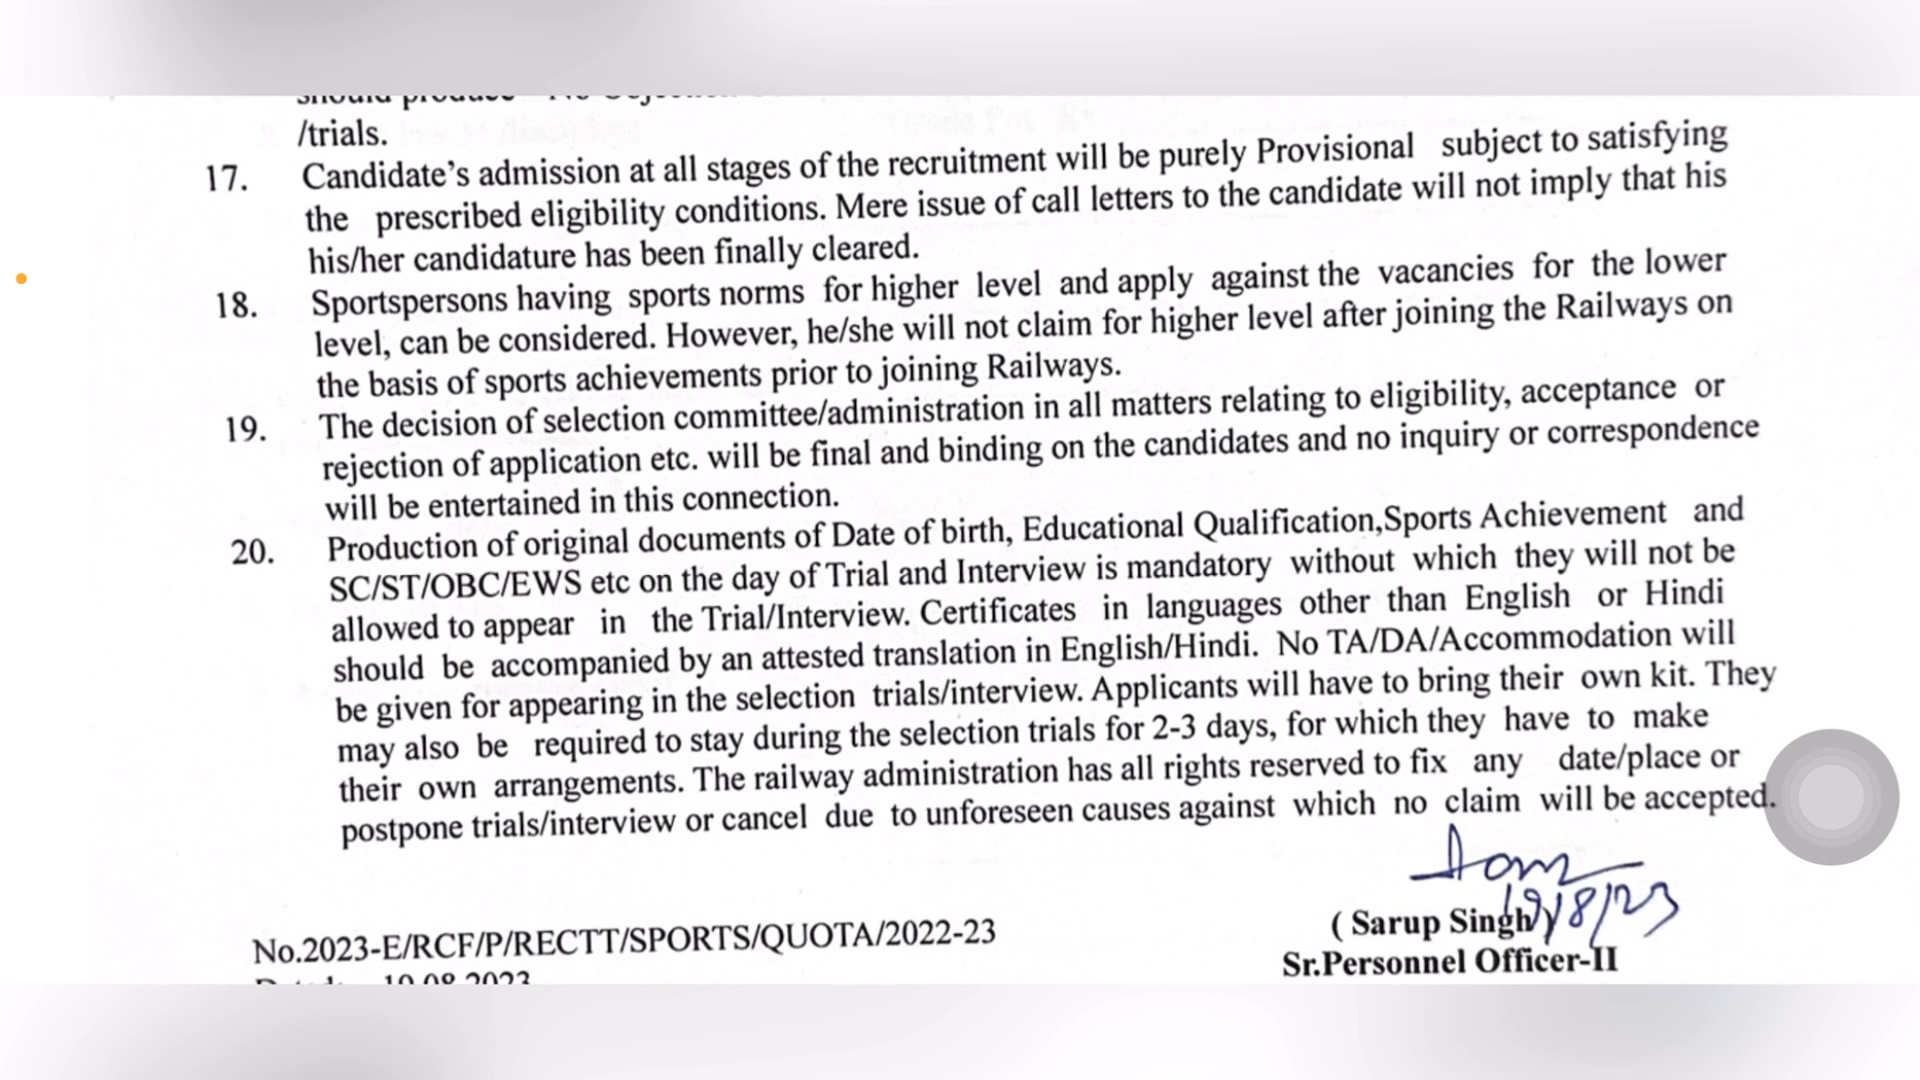 should produce No Objection
/trials.
17. Candidate's admission at all stages of the recruitment will be purely Provisional subject to satisfying
the prescribed eligibility conditions. Mere issue of call letters to the candidate will not imply that his
his/her candidature has been finally cleared.
18. Sportspersons having sports norms for higher level and apply against the vacancies for the lower
level, can be considered. However, he/she will not claim for higher level after joining the Railways on
the basis of sports achievements prior to joining Railways.
19. The decision of selection committee/administration in all matters relating to eligibility, acceptance or
rejection of application etc. will be final and binding on the candidates and no inquiry or correspondence
will be entertained in this connection.
20. Production of original documents of Date of birth, Educational Qualification,Sports Achievement and
SC/ST/OBC/EWS etc on the day of Trial and Interview is mandatory without which they will not be
allowed to appear in the Trial/Interview. Certificates in languages other than English or Hindi
should be accompanied by an attested translation in English/Hindi. No TA/DA/Accommodation will
be given for appearing in the selection trials/interview. Applicants will have to bring their own kit. They
may also be required to stay during the selection trials for 2-3 days, for which they have to make
their own arrangements. The railway administration has all rights reserved to fix any date/place or
postpone trials/interview or cancel due to unforeseen causes against which no claim will be accepted.
( Sarup Singh )
No.2023-E/RCF/P/RECTT/SPORTS/QUOTA/2022-23
Sr.Personnel Officer-II
Dated: 10.08.2023